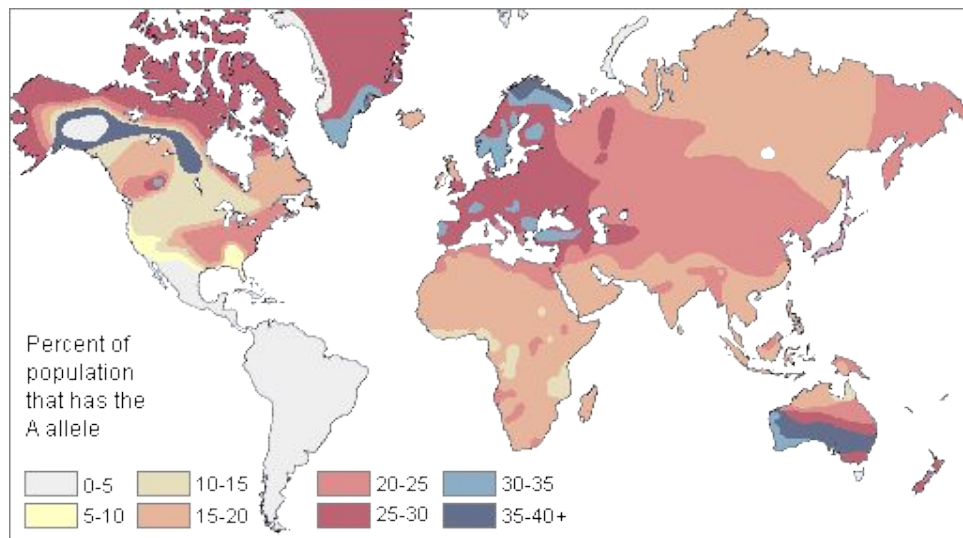 Percent of
population
that has the
A allele
0-5
10-15
20-25
30-35
5-10
15-20
25-30
35-40+